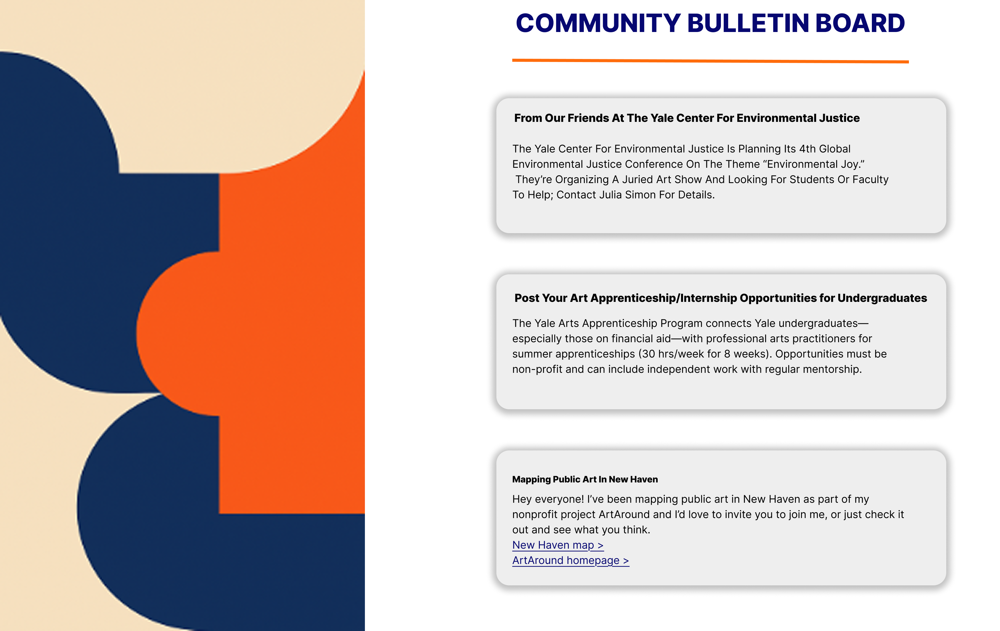 COMMUNITY BULLETIN BOARD
From Our Friends At The Yale Center For Environmental Justice
The Yale Center For Environmental Justice Is Planning Its 4th Global
Environmental Justice Conference On The Theme “Environmental Joy.”
They’re Organizing A Juried Art Show And Looking For Students Or Faculty
To Help; Contact Julia Simon For Details.
Post Your Art Apprenticeship/Internship Opportunities for Undergraduates
The Yale Arts Apprenticeship Program connects Yale undergraduates—
especially those on financial aid—with professional arts practitioners for
summer apprenticeships (30 hrs/week for 8 weeks). Opportunities must be
non-profit and can include independent work with regular mentorship.
Mapping Public Art In New Haven
Hey everyone! I’ve been mapping public art in New Haven as part of my
nonprofit project ArtAround and I’d love to invite you to join me, or just check it
out and see what you think.
New Haven map >
ArtAround homepage >